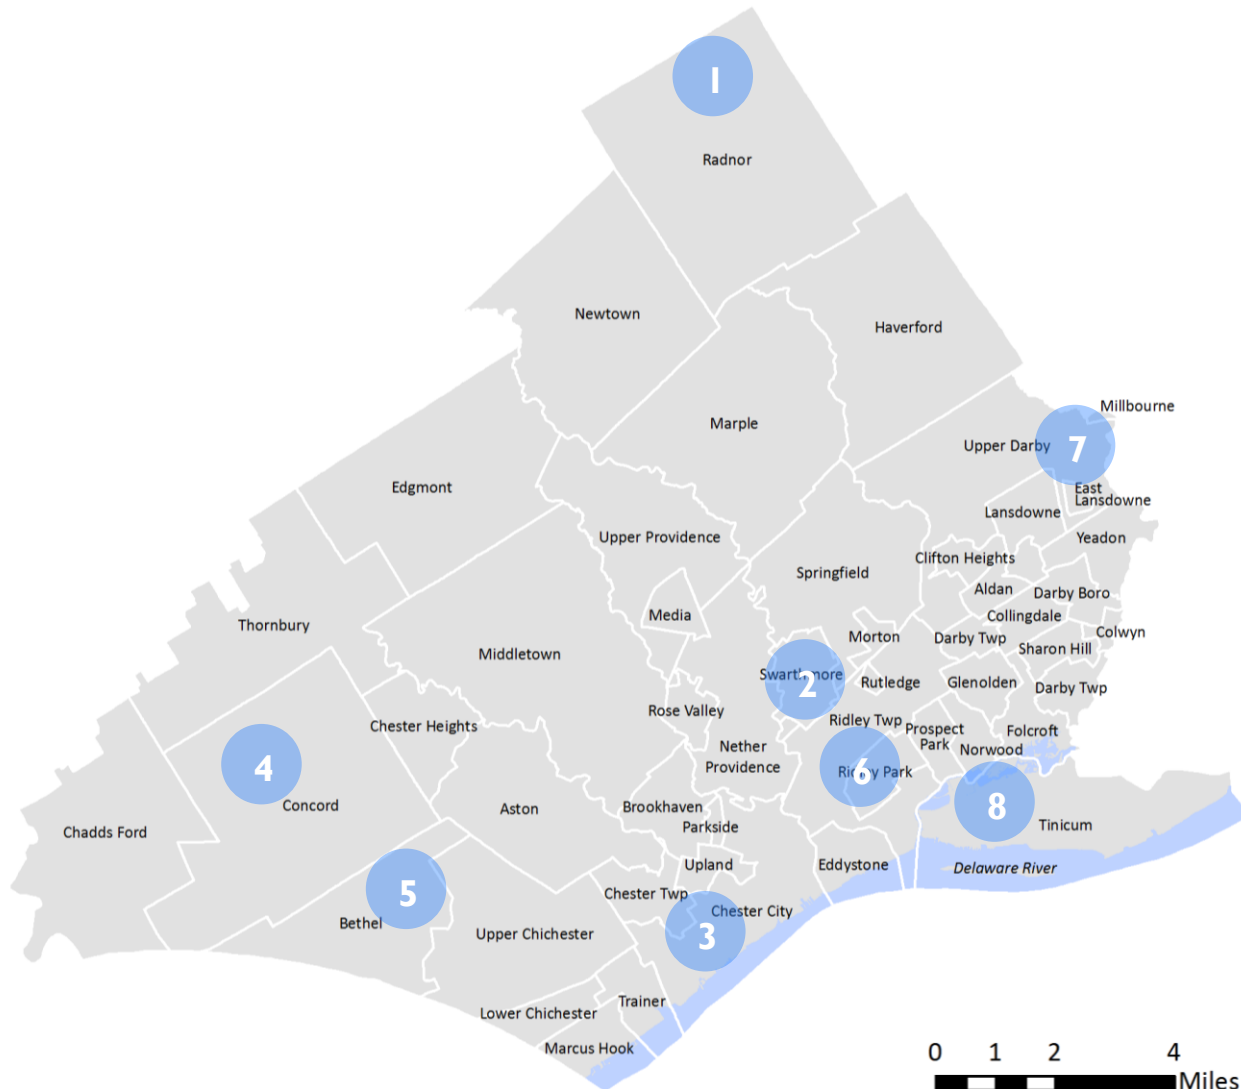 1
Radnor
Newtown
Haverford
Millbourne
Marple
Upper Darby
7
Edgmont
East
Lansdowne
Lansdowne
Upper Providence
Yeadon
Clifton Heights
Springfield
Aldan
Darby Boro
Media
Collingdale
Thornbury
Morton
Darby Twp
Colwyn
Middletown
Sharon Hill
Swarthmore
2
Rutledge
Glenolden
Darby Twp
Rose Valley
Chester Heights
Ridley Twp
Prospect
Park
Folcroft
Nether
Providence
Norwood
4
Ridley Park
6
Concord
Aston
Brookhaven
8
Chadds Ford
Parkside
Tinicum
Upland
Eddystone
Delaware River
5
Chester Twp
Bethel
Chester City
Upper Chichester
3
Trainer
Lower Chichester
Marcus Hook
0 1 2 4
Miles